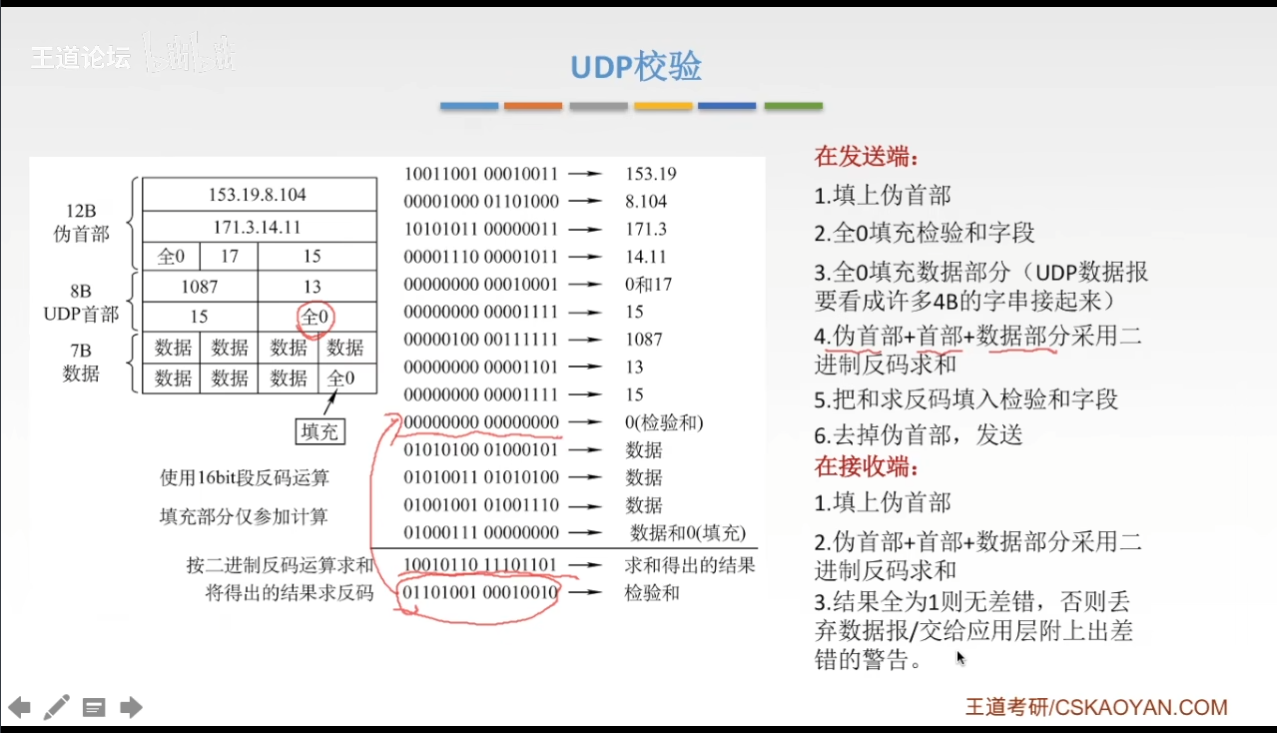 王道论坛 bilibili
UDP校验
12B
伪首部
153.19.8.104
171.3.14.11
全0 17 15
8B
UDP首部
1087 13
15 全0
7B
数据
数据 数据 数据 数据
数据 数据 数据 全0
填充
使用16bit段反码运算
填充部分仅参加计算
10011001 00010011 → 153.19
00001000 01101000 → 8.104
10101011 00000011 → 171.3
00001110 00001011 → 14.11
00000000 00010001 → 0和17
00000000 00001111 → 15
00000100 00111111 → 1087
00000000 00001101 → 13
00000000 00001111 → 15
00000000 00000000 → 0(检验和)
01010100 01000101 → 数据
01010011 01010100 → 数据
01001001 01001110 → 数据
01000111 00000000 → 数据和0(填充)
按二进制反码运算求和 10010110 11101101 → 求和得出的结果
将得出的结果求反码 01101001 00010010 → 检验和
在发送端：
1.填上伪首部
2.全0填充检验和字段
3.全0填充数据部分（UDP数据报
要看成许多4B的字串接起来）
4.伪首部+首部+数据部分采用二
进制反码求和
5.把和求反码填入检验和字段
6.去掉伪首部，发送
在接收端：
1.填上伪首部
2.伪首部+首部+数据部分采用二
进制反码求和
3.结果全为1则无差错，否则丢
弃数据报/交给应用层附上出差
错的警告。
王道考研/CSKAOYAN.COM